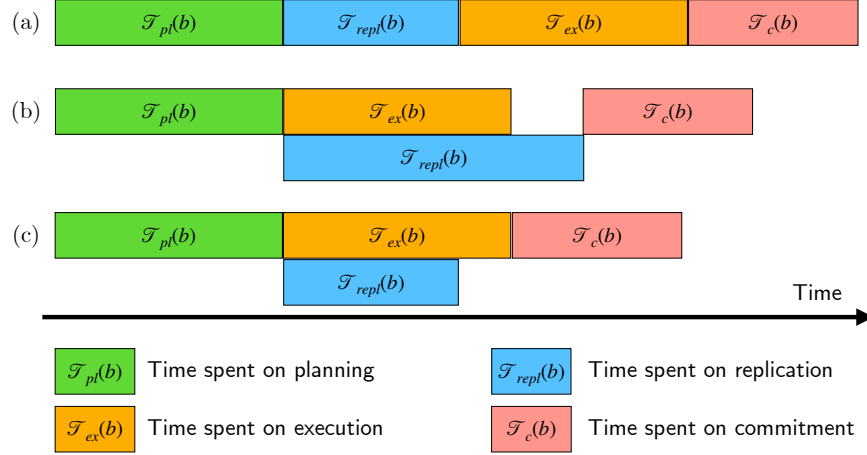 (a) 𝒯pl(b) 𝒯repl(b) 𝒯ex(b) 𝒯c(b)
(b) 𝒯pl(b) 𝒯ex(b) 𝒯c(b)
𝒯repl(b)
(c) 𝒯pl(b) 𝒯ex(b) 𝒯c(b)
𝒯repl(b)
Time
𝒯pl(b) Time spent on planning 𝒯repl(b) Time spent on replication
𝒯ex(b) Time spent on execution 𝒯c(b) Time spent on commitment